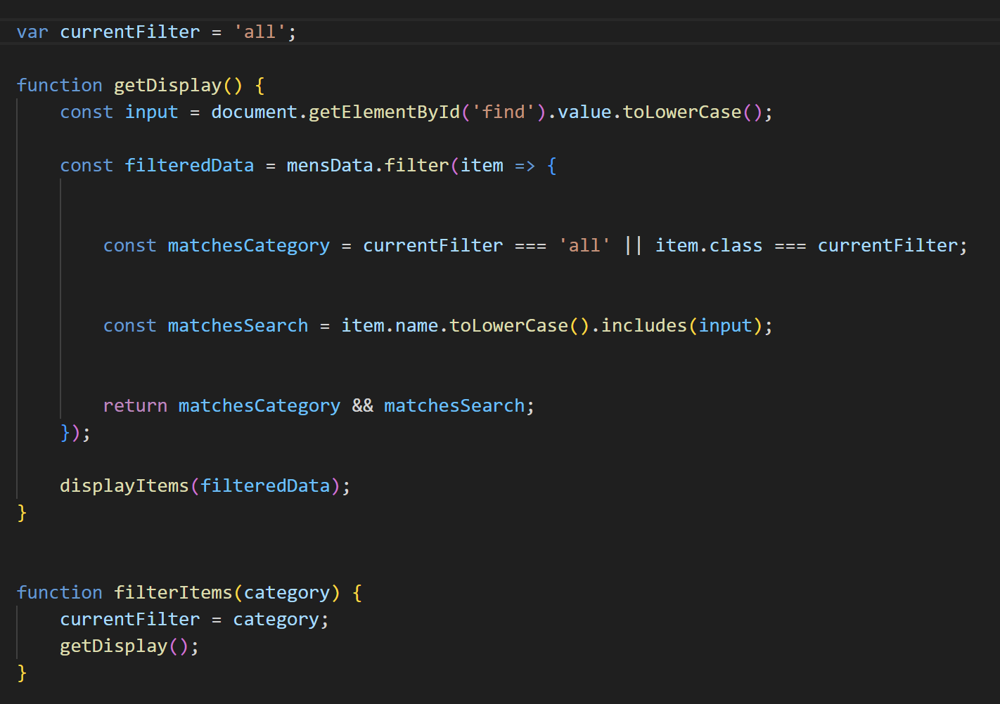 var currentFilter = 'all';
function getDisplay() {
    const input = document.getElementById('find').value.toLowerCase();
    const filteredData = mensData.filter(item => {
        const matchesCategory = currentFilter === 'all' || item.class === currentFilter;
        const matchesSearch = item.name.toLowerCase().includes(input);
        return matchesCategory && matchesSearch;
    });
    displayItems(filteredData);
}
function filterItems(category) {
    currentFilter = category;
    getDisplay();
}